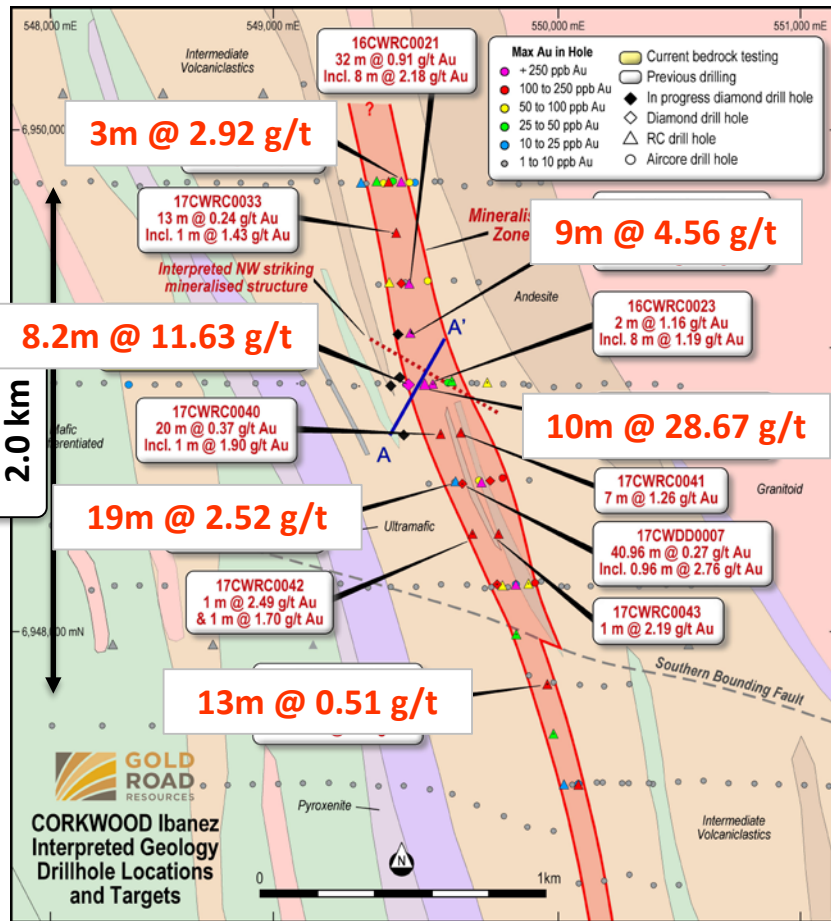 548,000 mE
549,000 mE
550,000 mE
551,000 mE
Intermediate
Volcaniclastics
16CWRC0021
32 m @ 0.91 g/t Au
Incl. 8 m @ 2.18 g/t Au
Max Au in Hole
+ 250 ppb Au
100 to 250 ppb Au
50 to 100 ppb Au
25 to 50 ppb Au
10 to 25 ppb Au
1 to 10 ppb Au
Current bedrock testing
Previous drilling
In progress diamond drill hole
Diamond drill hole
RC drill hole
Aircore drill hole
?
6,950,000
3m @ 2.92 g/t
17CWRC0033
13 m @ 0.24 g/t Au
Incl. 1 m @ 1.43 g/t Au
Mineralis
Zone
9m @ 4.56 g/t
Interpreted NW striking
mineralised structure
Andesite
16CWRC0023
2 m @ 1.16 g/t Au
Incl. 8 m @ 1.19 g/t Au
8.2m @ 11.63 g/t
A'
A
2.0 km
17CWRC0040
20 m @ 0.37 g/t Au
Incl. 1 m @ 1.90 g/t Au
10m @ 28.67 g/t
17CWRC0041
7 m @ 1.26 g/t Au
Granitoid
19m @ 2.52 g/t
Ultramafic
17CWDD0007
40.96 m @ 0.27 g/t Au
Incl. 0.96 m @ 2.76 g/t Au
17CWRC0042
1 m @ 2.49 g/t Au
& 1 m @ 1.70 g/t Au
17CWRC0043
1 m @ 2.19 g/t Au
6,948,000 mN
Southern Bounding Fault
13m @ 0.51 g/t
GOLD
ROAD
RESOURCES
CORKWOOD Ibanez
Interpreted Geology
Drillhole Locations
and Targets
Pyroxenite
N
0
1km
Intermediate
Volcaniclastics